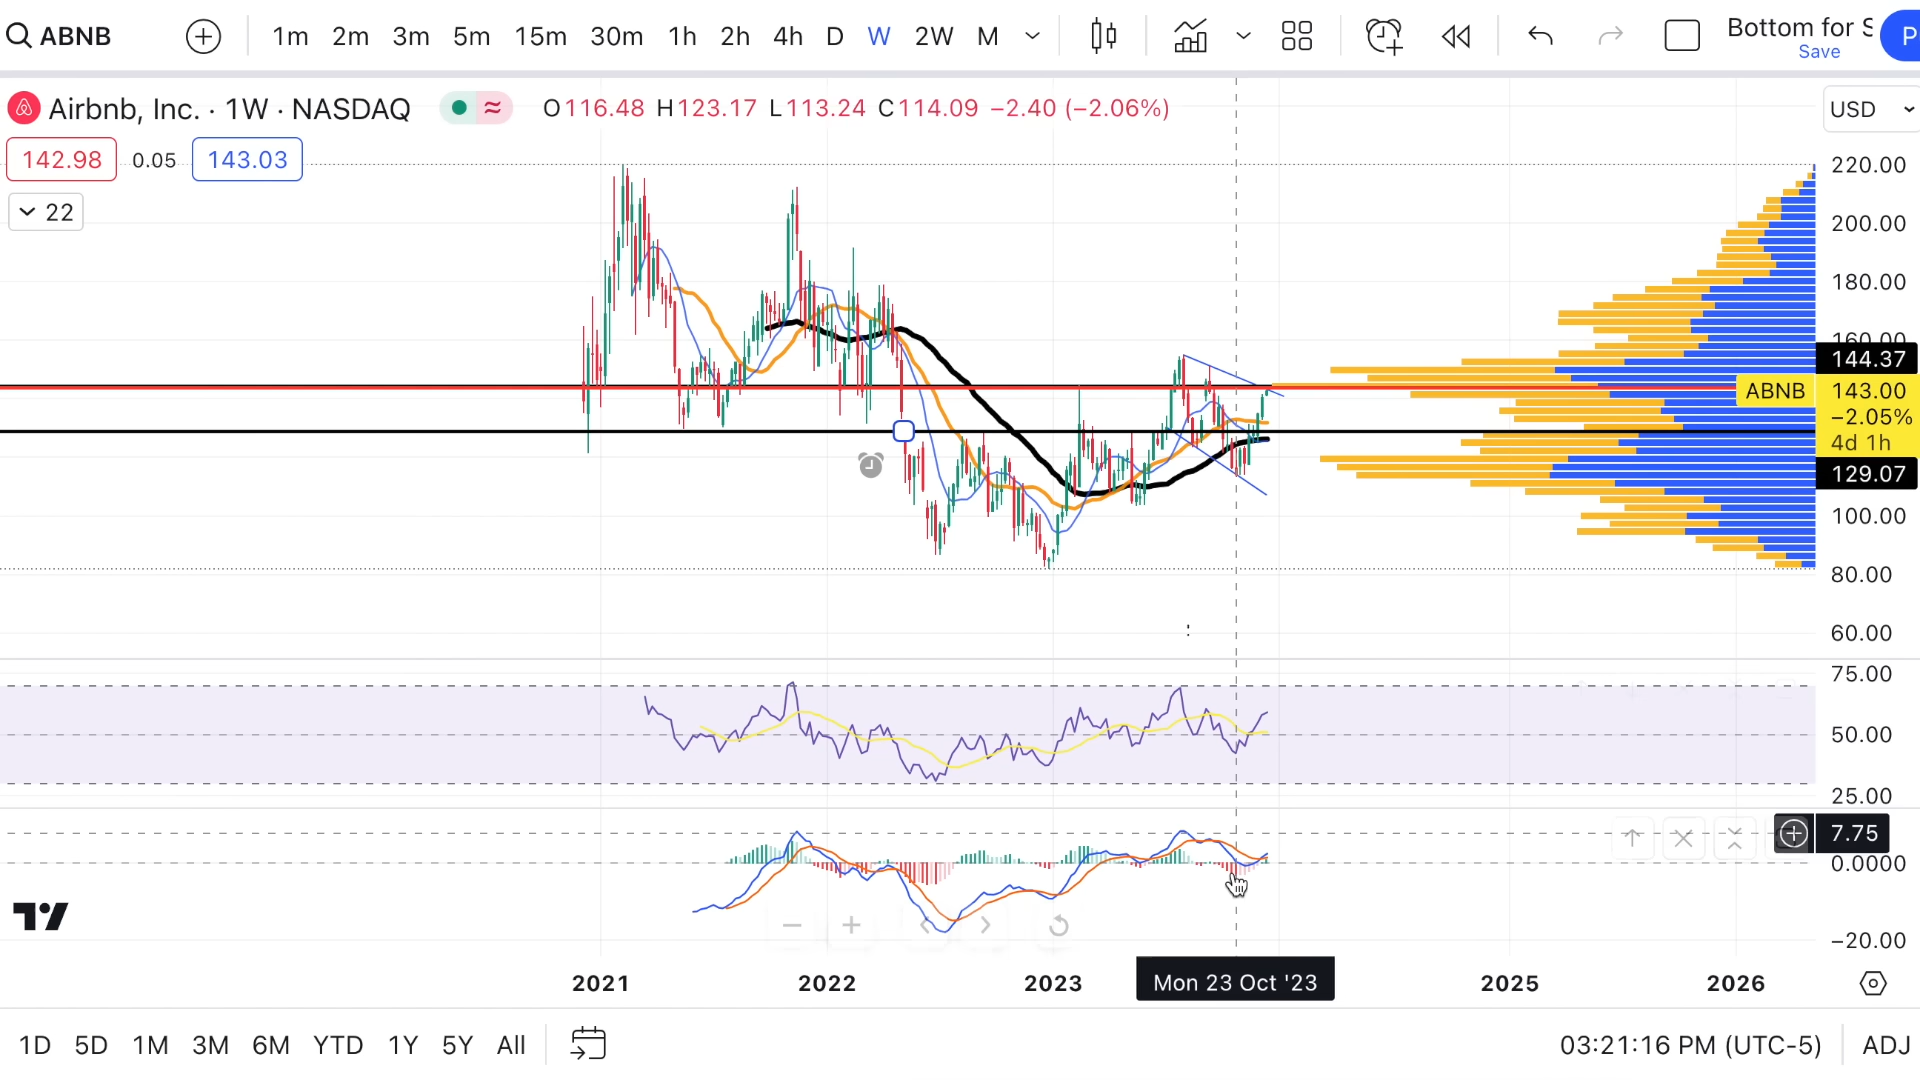 ABNB 1m 2m 3m 5m 15m 30m 1h 2h 4h D W 2W M Bottom for S P
Save
Airbnb, Inc. · 1W · NASDAQ O116.48 H123.17 L113.24 C114.09 −2.40 (−2.06%) USD
142.98 0.05 143.03
22
220.00
200.00
180.00
160.00
144.37
ABNB 143.00
−2.05%
4d 1h
129.07
100.00
80.00
60.00
75.00
50.00
25.00
7.75
0.0000
−20.00
2021 2022 2023 Mon 23 Oct '23 2025 2026
1D 5D 1M 3M 6M YTD 1Y 5Y All 03:21:16 PM (UTC-5) ADJ